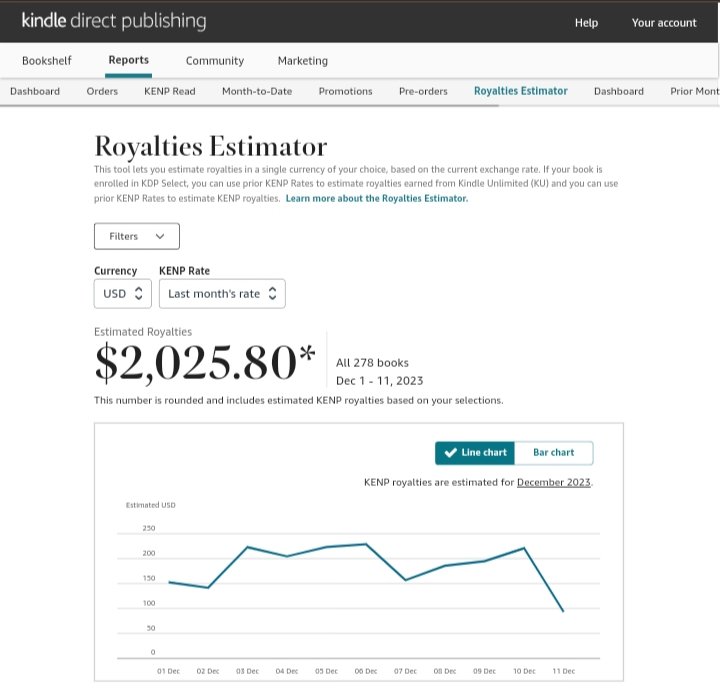 kindle direct publishing
Help Your account
Bookshelf Reports Community Marketing
Dashboard Orders KENP Read Month-to-Date Promotions Pre-orders Royalties Estimator Dashboard Prior Mont
Royalties Estimator
This tool lets you estimate royalties in a single currency of your choice, based on the current exchange rate. If your book is
enrolled in KDP Select, you can use prior KENP Rates to estimate royalties earned from Kindle Unlimited (KU) and you can use
prior KENP Rates to estimate KENP royalties. Learn more about the Royalties Estimator.
Filters
Currency KENP Rate
USD Last month's rate
Estimated Royalties
$2,025.80*
All 278 books
Dec 1 - 11, 2023
This number is rounded and includes estimated KENP royalties based on your selections.
Line chart Bar chart
KENP royalties are estimated for December 2023.
Estimated USD
250
200
150
100
50
0
01 Dec 02 Dec 03 Dec 04 Dec 05 Dec 06 Dec 07 Dec 08 Dec 09 Dec 10 Dec 11 Dec